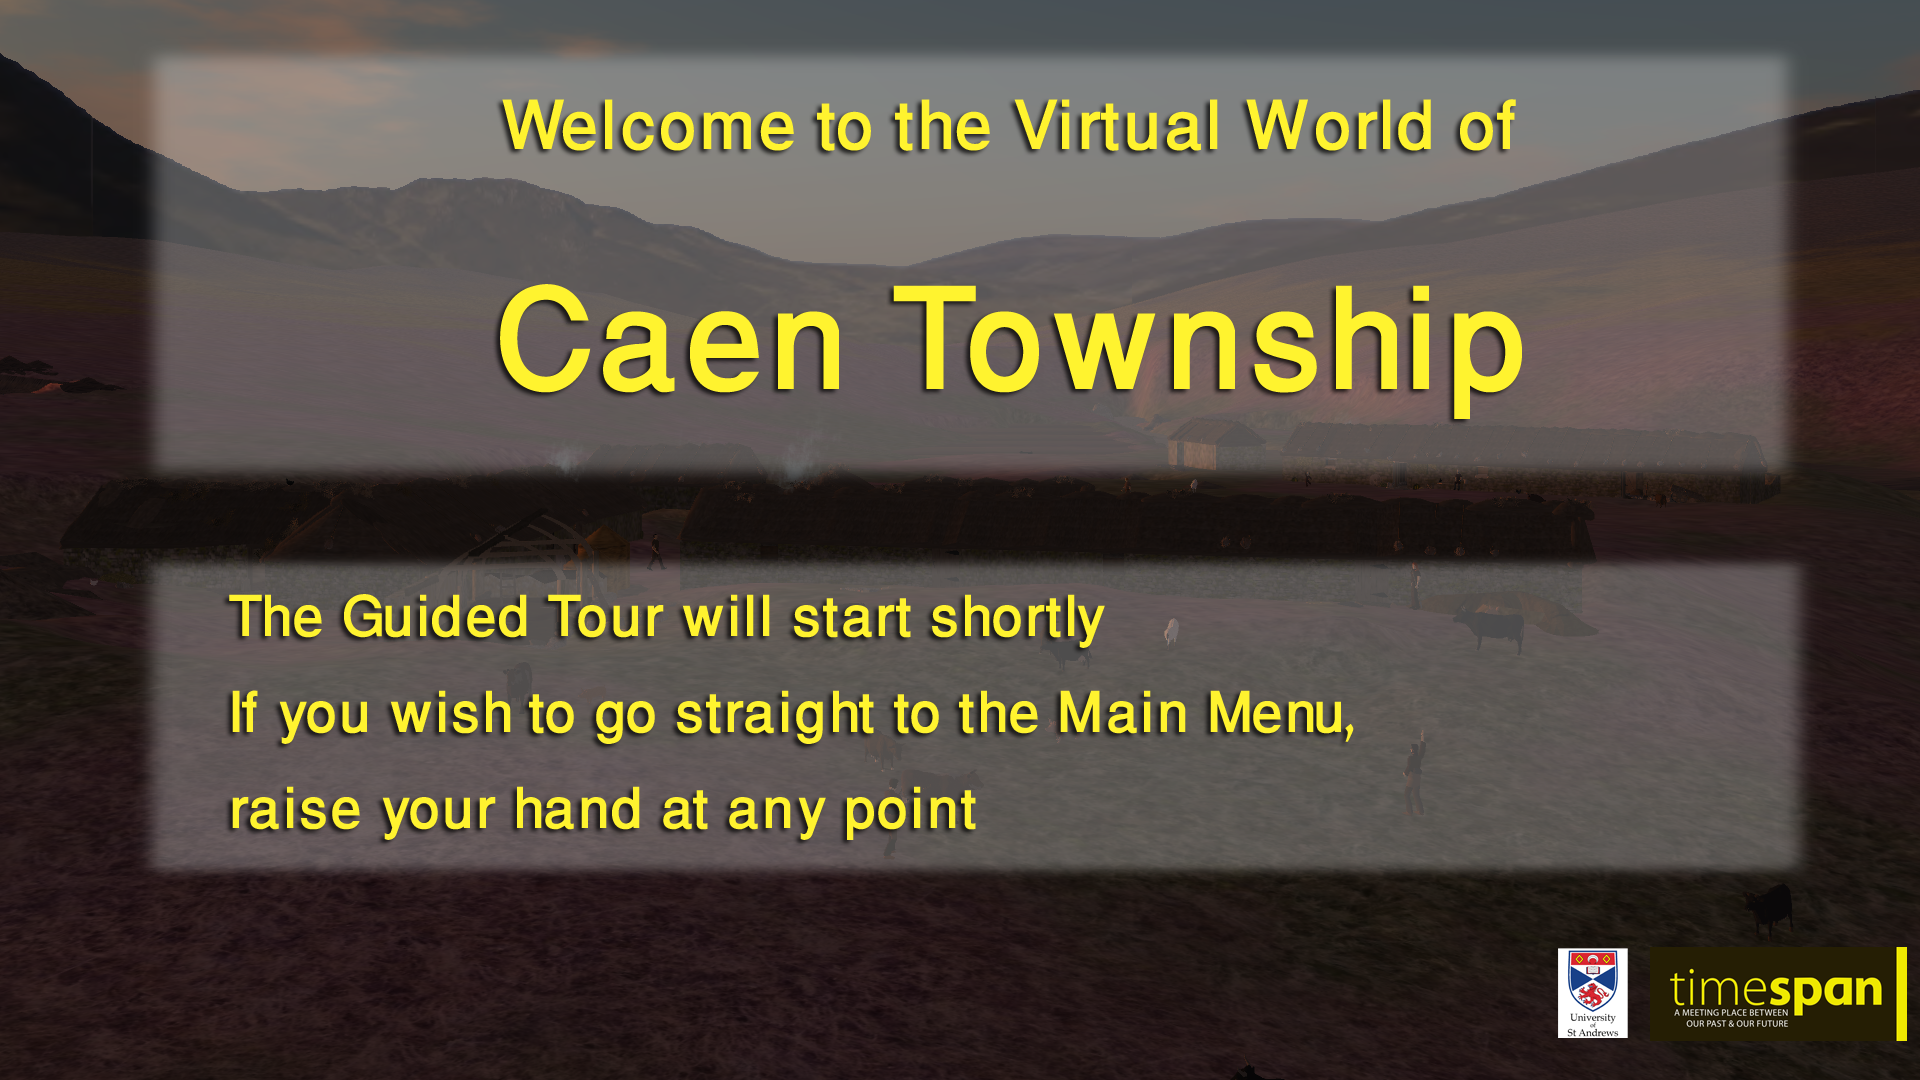 Welcome to the Virtual World of
Caen Township
The Guided Tour will start shortly
If you wish to go straight to the Main Menu,
raise your hand at any point
University
of
St Andrews
timespan
A MEETING PLACE BETWEEN
OUR PAST & OUR FUTURE